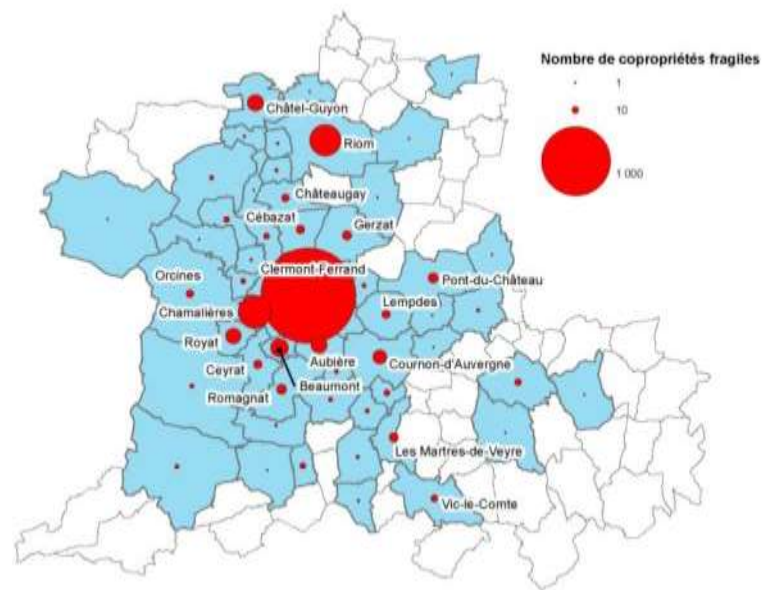 Nombre de copropriétés fragiles
1
10
1 000
Châtel-Guyon
Riom
Châteaugay
Cébazat
Gerzat
Clermont-Ferrand
Orcines
Pont-du-Château
Chamalières
Lempdes
Royat
Aubière
Cournon-d'Auvergne
Ceyrat
Beaumont
Romagnat
Les Martres-de-Veyre
Vic-le-Comte